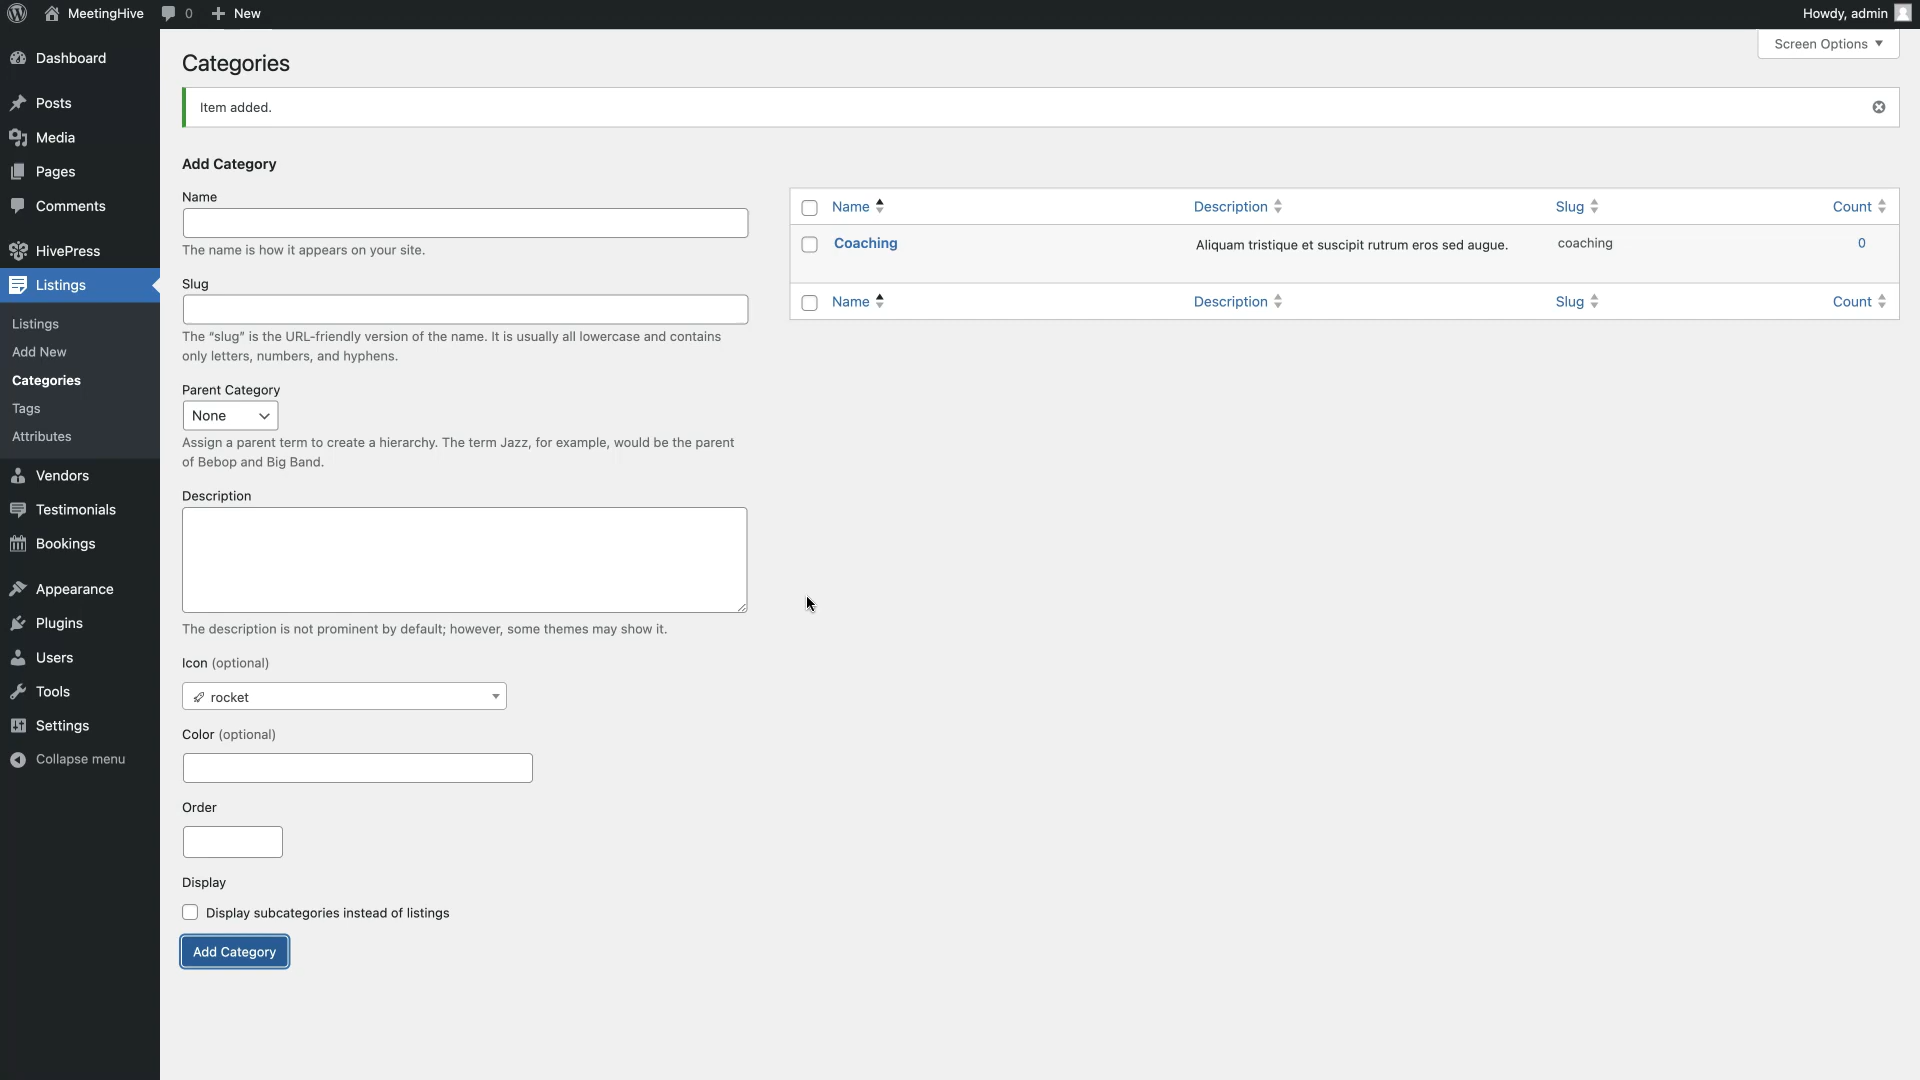 MeetingHive 0 New Howdy, admin
Screen Options
Dashboard
Posts
Media
Pages
Comments
HivePress
Listings
Listings
Add New
Categories
Tags
Attributes
Vendors
Testimonials
Bookings
Appearance
Plugins
Users
Tools
Settings
Collapse menu
Categories
Item added.
Add Category
Name
The name is how it appears on your site.
Slug
The “slug” is the URL-friendly version of the name. It is usually all lowercase and contains
only letters, numbers, and hyphens.
Parent Category
None
Assign a parent term to create a hierarchy. The term Jazz, for example, would be the parent
of Bebop and Big Band.
Description
The description is not prominent by default; however, some themes may show it.
Icon (optional)
rocket
Color (optional)
Order
Display
Display subcategories instead of listings
Add Category
Name Description Slug Count
Coaching Aliquam tristique et suscipit rutrum eros sed augue. coaching 0
Name Description Slug Count